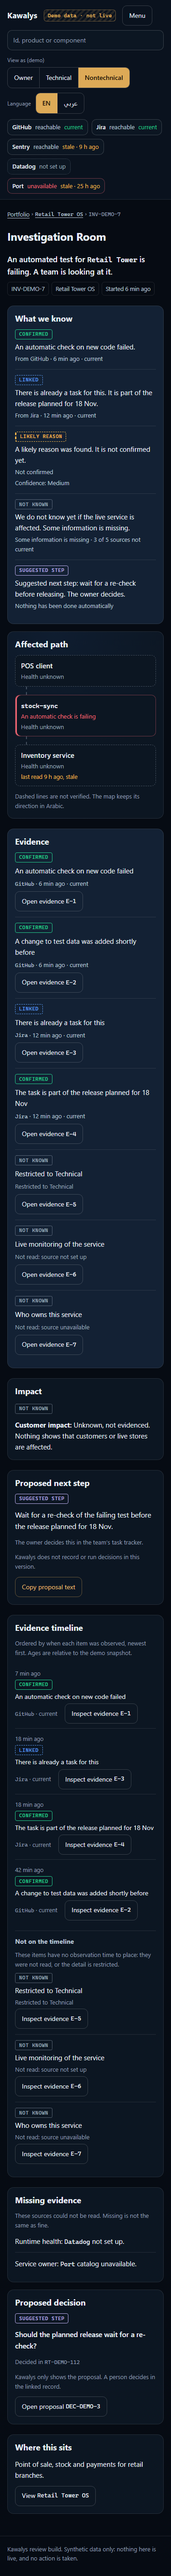 Kawalys
Demo data · not live
Menu
Id, product or component
View as (demo)
Owner
Technical
Nontechnical
Language
EN
عربي
GitHub reachable current
Jira reachable current
Sentry reachable stale · 9 h ago
Datadog not set up
Port unavailable stale · 25 h ago
Portfolio › Retail Tower OS › INV-DEMO-7
Investigation Room
An automated test for Retail Tower is
failing. A team is looking at it.
INV-DEMO-7
Retail Tower OS
Started 6 min ago
What we know
CONFIRMED
An automatic check on new code failed.
From GitHub · 6 min ago · current
LINKED
There is already a task for this. It is part of the
release planned for 18 Nov.
From Jira · 12 min ago · current
LIKELY REASON
A likely reason was found. It is not confirmed
yet.
Not confirmed
Confidence: Medium
NOT KNOWN
We do not know yet if the live service is
affected. Some information is missing.
Some information is missing · 3 of 5 sources not
current
SUGGESTED STEP
Suggested next step: wait for a re-check
before releasing. The owner decides.
Nothing has been done automatically
Affected path
POS client
Health unknown
stock-sync
An automatic check is failing
Health unknown
Inventory service
Health unknown
last read 9 h ago, stale
Dashed lines are not verified. The map keeps its
direction in Arabic.
Evidence
CONFIRMED
An automatic check on new code failed
GitHub · 6 min ago · current
Open evidence E-1
CONFIRMED
A change to test data was added shortly
before
GitHub · 6 min ago · current
Open evidence E-2
LINKED
There is already a task for this
Jira · 12 min ago · current
Open evidence E-3
CONFIRMED
The task is part of the release planned for 18
Nov
Jira · 12 min ago · current
Open evidence E-4
NOT KNOWN
Restricted to Technical
Restricted to Technical
Open evidence E-5
NOT KNOWN
Live monitoring of the service
Not read: source not set up
Open evidence E-6
NOT KNOWN
Who owns this service
Not read: source unavailable
Open evidence E-7
Impact
NOT KNOWN
Customer impact: Unknown, not evidenced.
Nothing shows that customers or live stores
are affected.
Proposed next step
SUGGESTED STEP
Wait for a re-check of the failing test before
the release planned for 18 Nov.
The owner decides this in the team's task tracker.
Kawalys does not record or run decisions in this
version.
Copy proposal text
Evidence timeline
Ordered by when each item was observed, newest
first. Ages are relative to the demo snapshot.
7 min ago
CONFIRMED
An automatic check on new code failed
GitHub · current
Inspect evidence E-1
18 min ago
LINKED
There is already a task for this
Jira · current
Inspect evidence E-3
18 min ago
CONFIRMED
The task is part of the release planned for 18 Nov
Jira · current
Inspect evidence E-4
42 min ago
CONFIRMED
A change to test data was added shortly before
GitHub · current
Inspect evidence E-2
Not on the timeline
These items have no observation time to place: they
were not read, or the detail is restricted.
NOT KNOWN
Restricted to Technical
Restricted to Technical
Inspect evidence E-5
NOT KNOWN
Live monitoring of the service
Not read: source not set up
Inspect evidence E-6
NOT KNOWN
Who owns this service
Not read: source unavailable
Inspect evidence E-7
Missing evidence
These sources could not be read. Missing is not the
same as fine.
Runtime health: Datadog not set up.
Service owner: Port catalog unavailable.
Proposed decision
SUGGESTED STEP
Should the planned release wait for a re-
check?
Decided in RT-DEMO-112
Kawalys only shows the proposal. A person decides in
the linked record.
Open proposal DEC-DEMO-3
Where this sits
Point of sale, stock and payments for retail
branches.
View Retail Tower OS
Kawalys review build. Synthetic data only: nothing here is
live, and no action is taken.